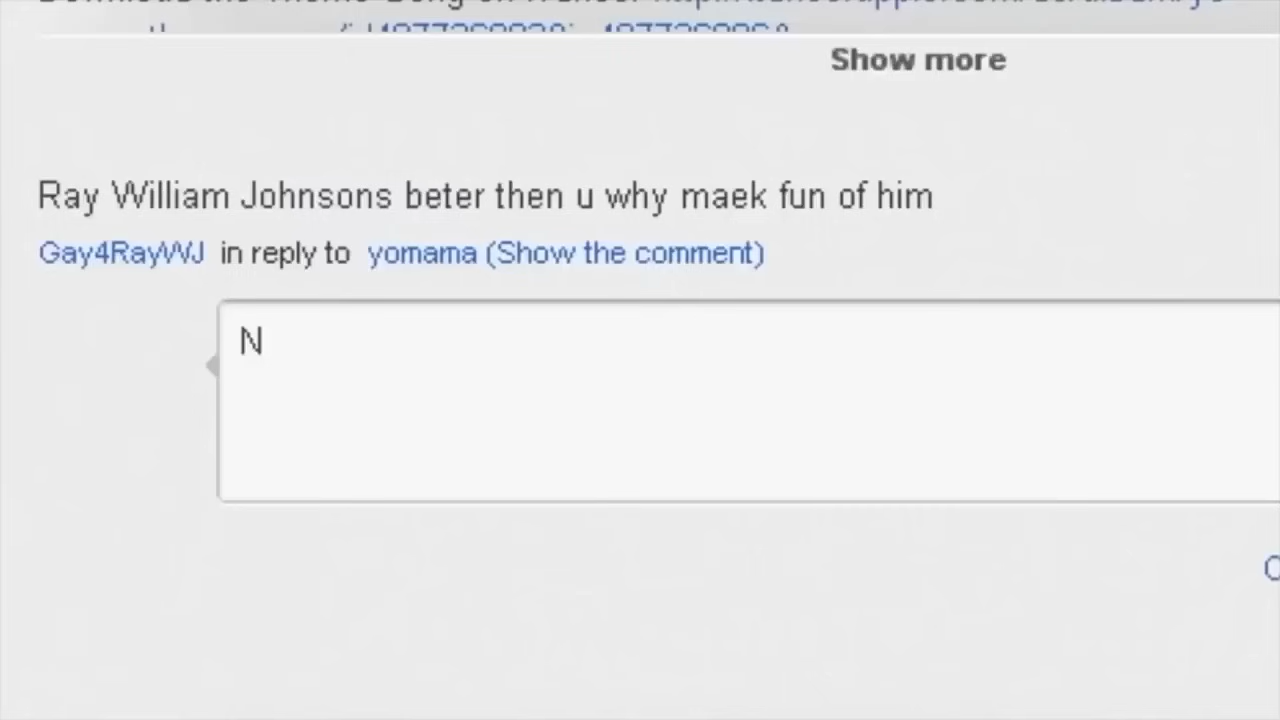 Show more
Ray William Johnsons beter then u why maek fun of him
Gay4RayWJ in reply to yomama (Show the comment)
N